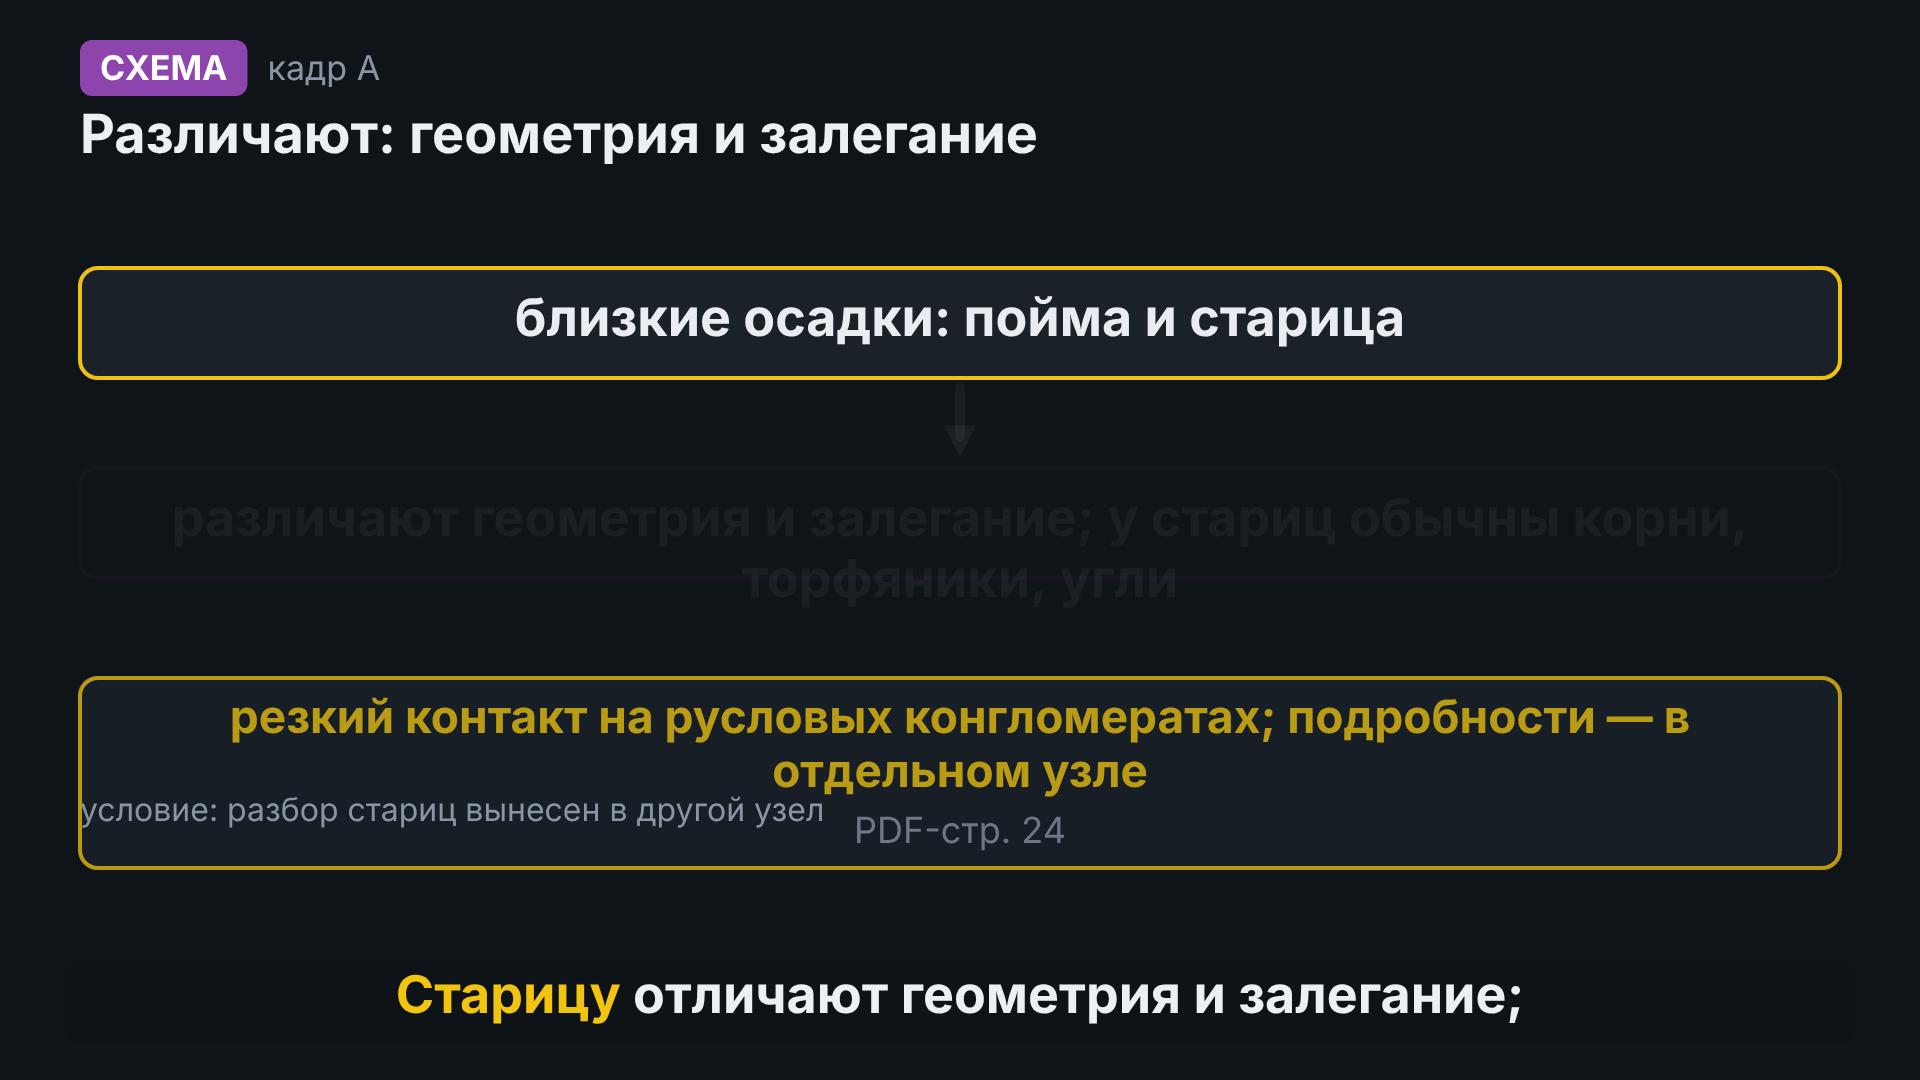 СХЕМА кадр A
Различают: геометрия и залегание
близкие осадки: пойма и старица
различают геометрия и залегание; у стариц обычны корни,
торфяники, угли
резкий контакт на русловых конгломератах; подробности — в
отдельном узле
условие: разбор стариц вынесен в другой узел
PDF-стр. 24
Старицу отличают геометрия и залегание;